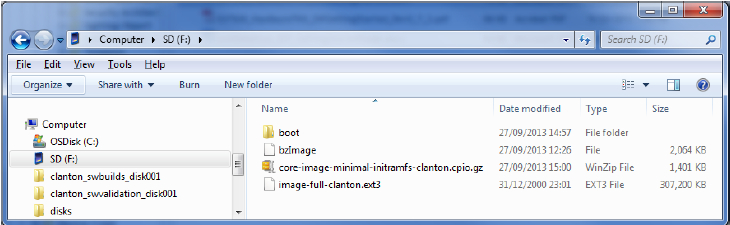 Computer ▸ SD (F:) ▸
Search SD (F:)
File Edit View Tools Help
Organize ▼ Share with ▼ Burn New folder
Name Date modified Type Size
Computer
OSDisk (C:)
SD (F:)
clanton_swbuilds_disk001
clanton_swvalidation_disk001
disks
boot 27/09/2013 14:57 File folder
bzImage 27/09/2013 12:26 File 2,064 KB
core-image-minimal-initramfs-clanton.cpio.gz 27/09/2013 15:00 WinZip File 1,401 KB
image-full-clanton.ext3 31/12/2000 23:01 EXT3 File 307,200 KB